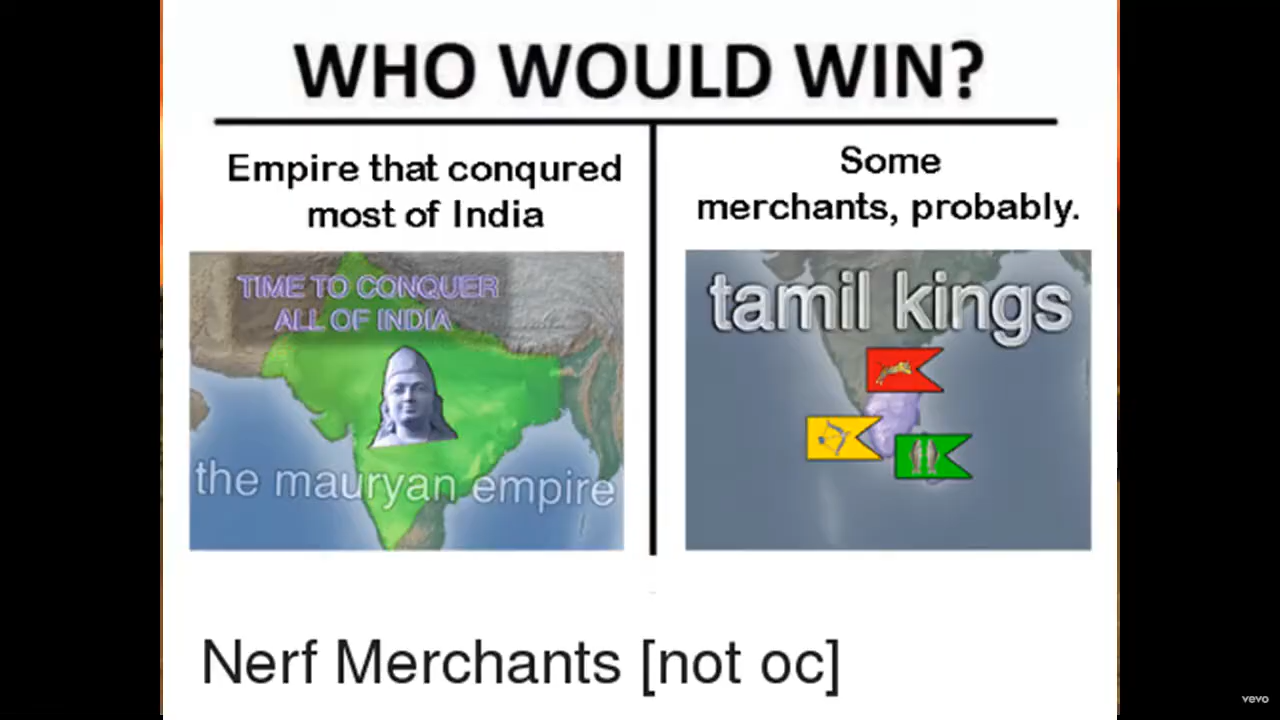 WHO WOULD WIN?
Empire that conqured
most of India
Some
merchants, probably.
TIME TO CONQUER
ALL OF INDIA
the mauryan empire
tamil kings
Nerf Merchants [not oc]
vevo